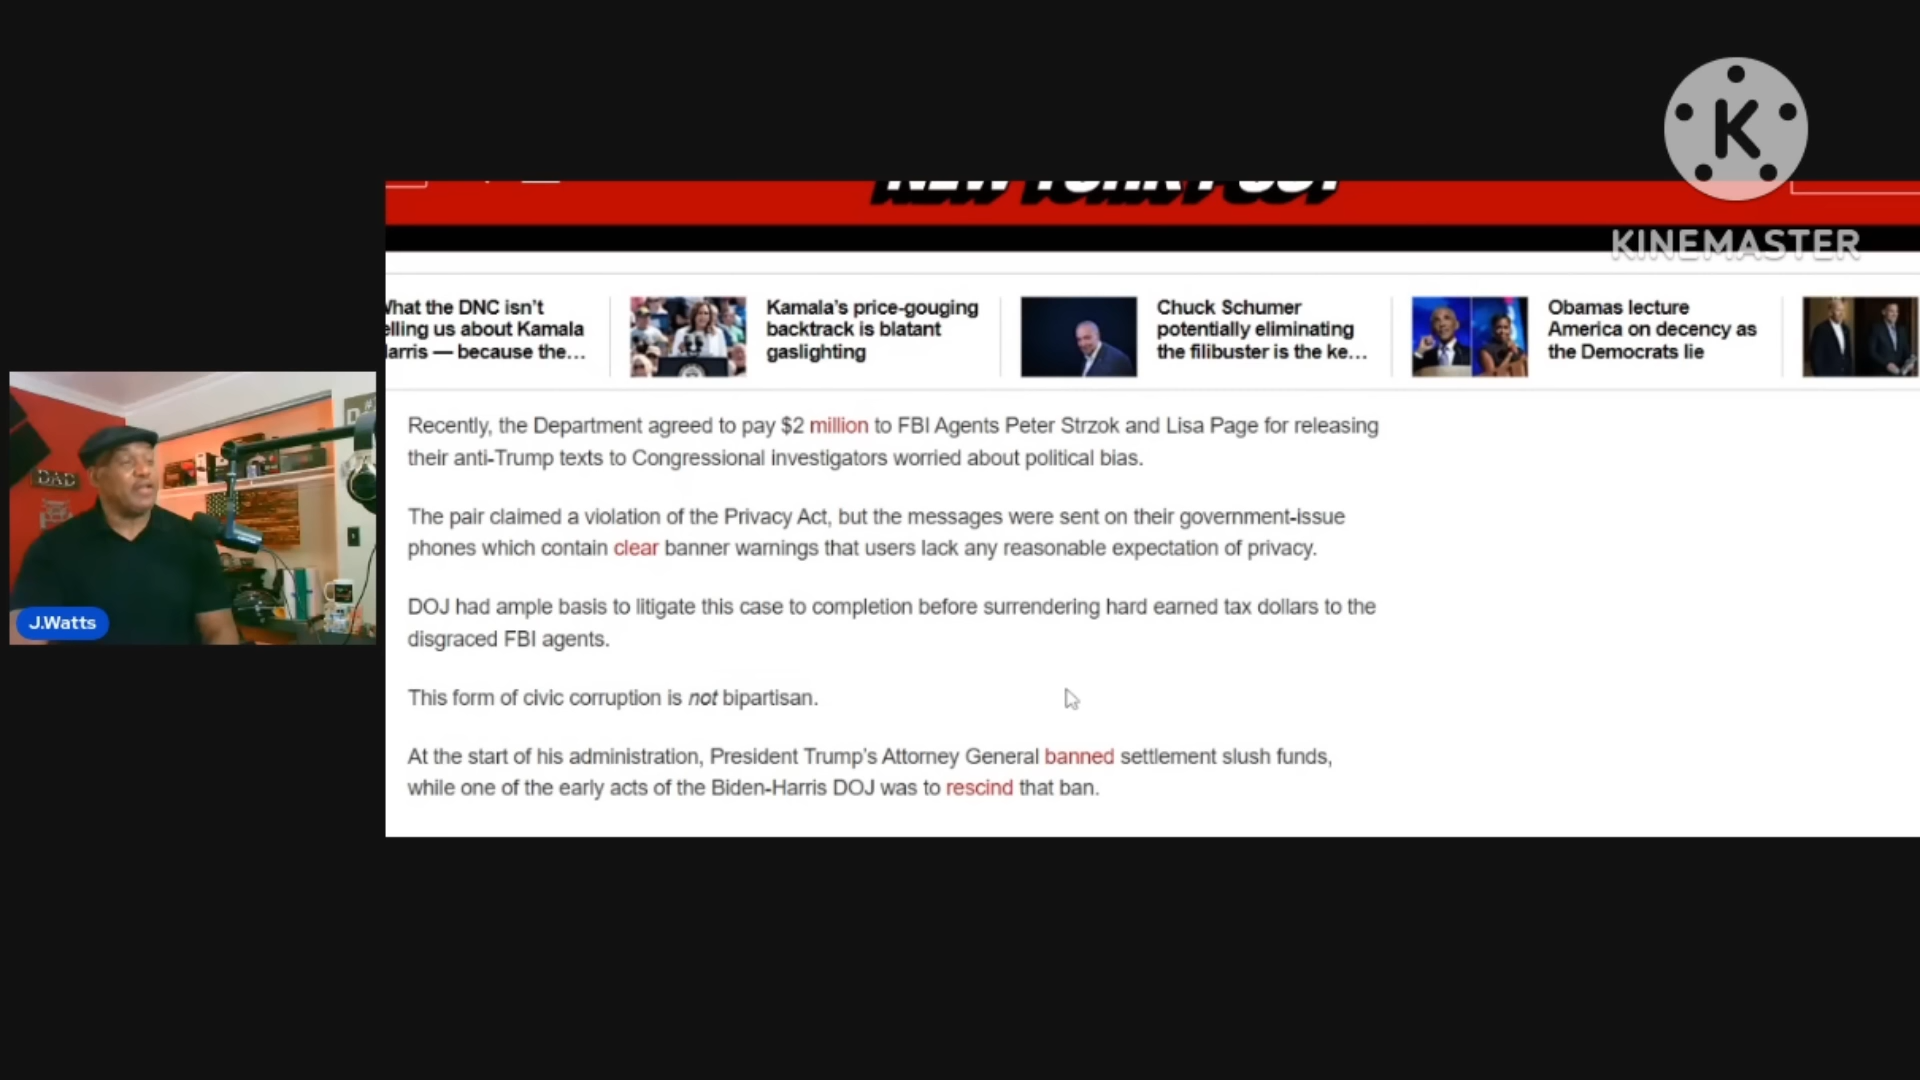 K
KINEMASTER
NEW YORK POST
What the DNC isn't
elling us about Kamala
arris — because the...
Kamala's price-gouging
backtrack is blatant
gaslighting
Chuck Schumer
potentially eliminating
the filibuster is the ke...
Obamas lecture
America on decency as
the Democrats lie
Recently, the Department agreed to pay $2 million to FBI Agents Peter Strzok and Lisa Page for releasing
their anti-Trump texts to Congressional investigators worried about political bias.
The pair claimed a violation of the Privacy Act, but the messages were sent on their government-issue
phones which contain clear banner warnings that users lack any reasonable expectation of privacy.
DOJ had ample basis to litigate this case to completion before surrendering hard earned tax dollars to the
disgraced FBI agents.
This form of civic corruption is not bipartisan.
At the start of his administration, President Trump's Attorney General banned settlement slush funds,
while one of the early acts of the Biden-Harris DOJ was to rescind that ban.
DAD
J.Watts